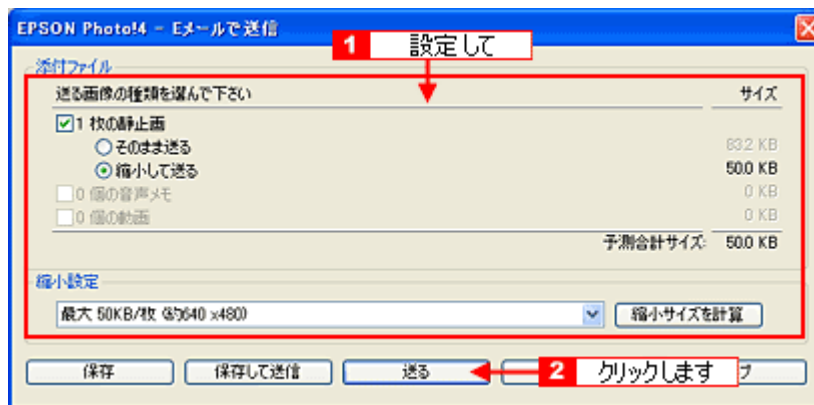 EPSON Photo!4 - Eメールで送信
1 設定して
添付ファイル
送る画像の種類を選んで下さい サイズ
1 枚の静止画
そのまま送る 832 KB
縮小して送る 50.0 KB
0 個の音声メモ 0 KB
0 個の動画 0 KB
予測合計サイズ: 50.0 KB
縮小設定
最大 50KB/枚 (約640 x480) 縮小サイズを計算
保存 保存して送信 送る 2 クリックします プ